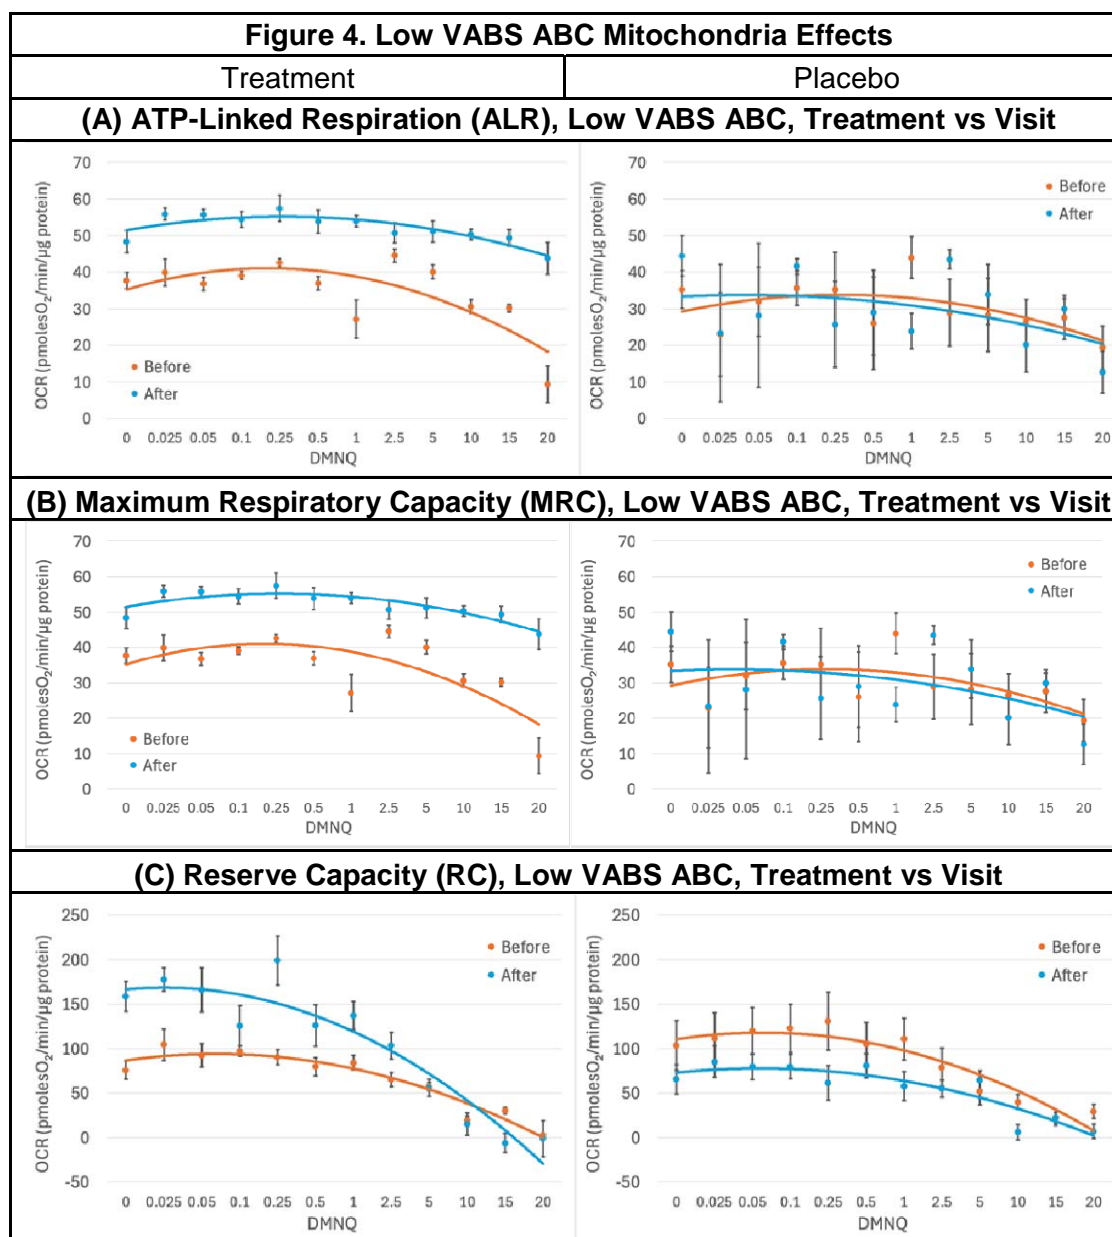 Figure 4. Low VABS ABC Mitochondria Effects
Treatment
Placebo
(A) ATP-Linked Respiration (ALR), Low VABS ABC, Treatment vs Visit
OCR (pmolesO₂/min/µg protein)
70
60
50
40
30
20
10
0
Before
After
0 0.025 0.05 0.1 0.25 0.5 1 2.5 5 10 15 20
DMNQ
OCR (pmolesO₂/min/µg protein)
70
60
50
40
30
20
10
0
Before
After
0 0.025 0.05 0.1 0.25 0.5 1 2.5 5 10 15 20
DMNQ
(B) Maximum Respiratory Capacity (MRC), Low VABS ABC, Treatment vs Visit
OCR (pmolesO₂/min/µg protein)
70
60
50
40
30
20
10
0
Before
After
0 0.025 0.05 0.1 0.25 0.5 1 2.5 5 10 15 20
DMNQ
OCR (pmolesO₂/min/µg protein)
70
60
50
40
30
20
10
0
Before
After
0 0.025 0.05 0.1 0.25 0.5 1 2.5 5 10 15 20
DMNQ
(C) Reserve Capacity (RC), Low VABS ABC, Treatment vs Visit
OCR (pmolesO₂/min/µg protein)
250
200
150
100
50
0
-50
Before
After
0 0.025 0.05 0.1 0.25 0.5 1 2.5 5 10 15 20
DMNQ
OCR (pmolesO₂/min/µg protein)
250
200
150
100
50
0
-50
Before
After
0 0.025 0.05 0.1 0.25 0.5 1 2.5 5 10 15 20
DMNQ